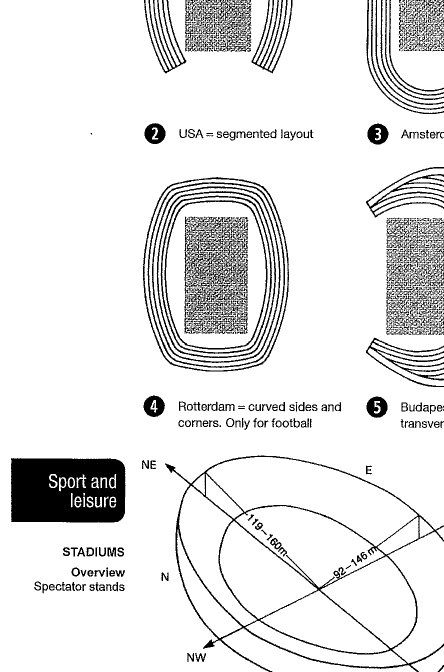 2 USA = segmented layout
3 Amsterd
4 Rotterdam = curved sides and
corners. Only for football
5 Budapes
transver
Sport and
leisure
STADIUMS
Overview
Spectator stands
NE
E
119–160m
92–146 m
N
NW